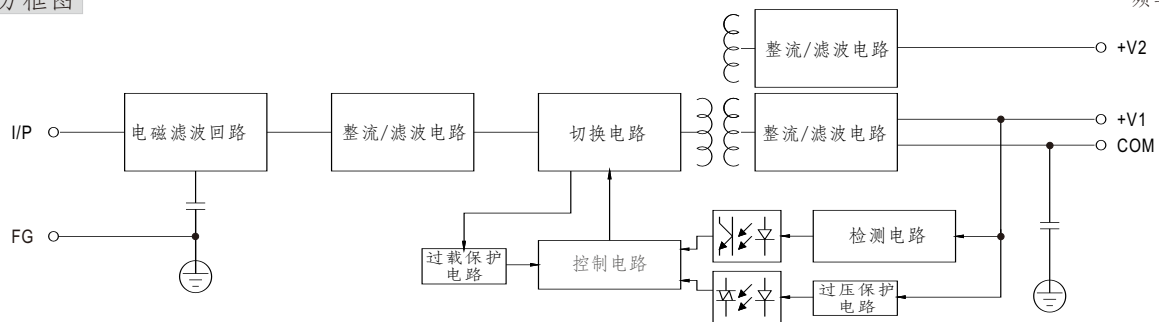 方框图
整流/滤波电路
+V2
I/P
电磁滤波回路
整流/滤波电路
切换电路
整流/滤波电路
+V1
COM
FG
过载保护
电路
控制电路
检测电路
过压保护
电路